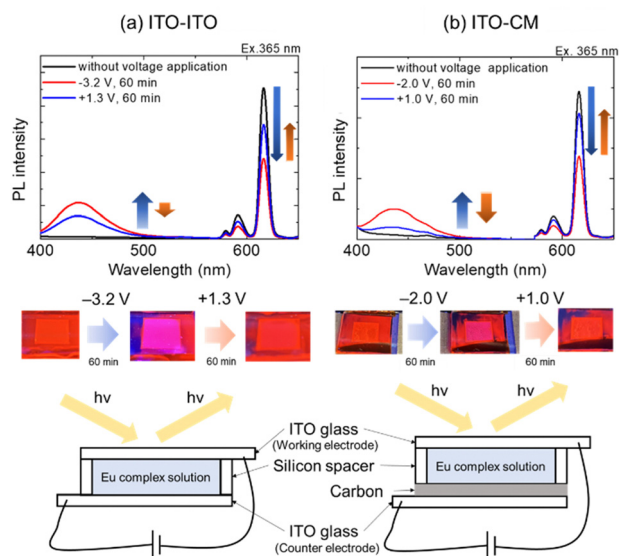 (a) ITO-ITO
Ex. 365 nm
without voltage application
-3.2 V, 60 min
+1.3 V, 60 min
PL intensity
400
500
600
Wavelength (nm)
–3.2 V
+1.3 V
60 min
60 min
hν
hν
Eu complex solution
(b) ITO-CM
Ex. 365 nm
without voltage application
-2.0 V, 60 min
+1.0 V, 60 min
PL intensity
400
500
600
Wavelength (nm)
–2.0 V
+1.0 V
60 min
60 min
hν
hν
ITO glass
(Working electrode)
Silicon spacer
Carbon
ITO glass
(Counter electrode)
Eu complex solution